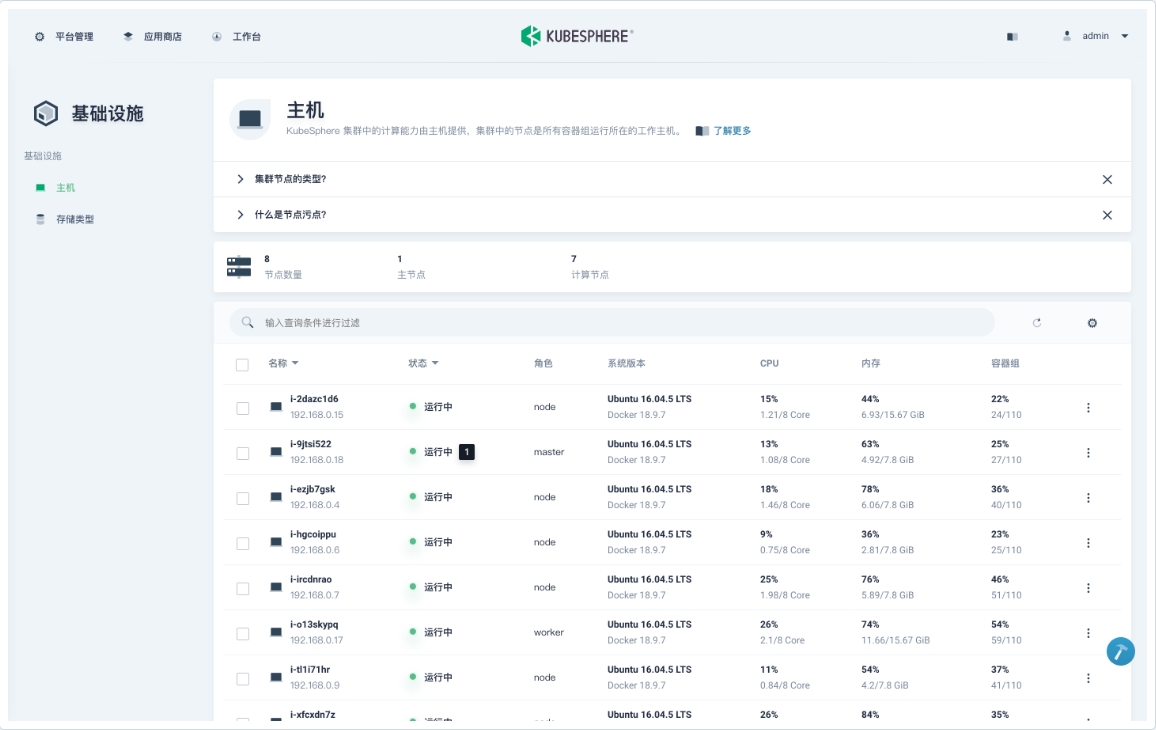 平台管理
应用商店
工作台
KUBESPHERE®
admin
基础设施
基础设施
主机
存储类型
主机
KubeSphere 集群中的计算能力由主机提供，集群中的节点是所有容器组运行所在的工作主机。 了解更多
集群节点的类型?
什么是节点污点?
8 1 7
节点数量 主节点 计算节点
输入查询条件进行过滤
名称 状态 角色 系统版本 CPU 内存 容器组
i-2dazc1d6 运行中 node Ubuntu 16.04.5 LTS 15% 44% 22%
192.168.0.15 Docker 18.9.7 1.21/8 Core 6.93/15.67 GiB 24/110
i-9jtsi522 运行中 1 master Ubuntu 16.04.5 LTS 13% 63% 25%
192.168.0.18 Docker 18.9.7 1.08/8 Core 4.92/7.8 GiB 27/110
i-ezjb7gsk 运行中 node Ubuntu 16.04.5 LTS 18% 78% 36%
192.168.0.4 Docker 18.9.7 1.46/8 Core 6.06/7.8 GiB 40/110
i-hgcoippu 运行中 node Ubuntu 16.04.5 LTS 9% 36% 23%
192.168.0.6 Docker 18.9.7 0.75/8 Core 2.81/7.8 GiB 25/110
i-ircdnrao 运行中 node Ubuntu 16.04.5 LTS 25% 76% 46%
192.168.0.7 Docker 18.9.7 1.98/8 Core 5.89/7.8 GiB 51/110
i-o13skypq 运行中 worker Ubuntu 16.04.5 LTS 26% 74% 54%
192.168.0.17 Docker 18.9.7 2.1/8 Core 11.66/15.67 GiB 59/110
i-tl1i71hr 运行中 node Ubuntu 16.04.5 LTS 11% 54% 37%
192.168.0.9 Docker 18.9.7 0.84/8 Core 4.2/7.8 GiB 41/110
i-xfcxdn7z Ubuntu 16.04.5 LTS 26% 84% 35%